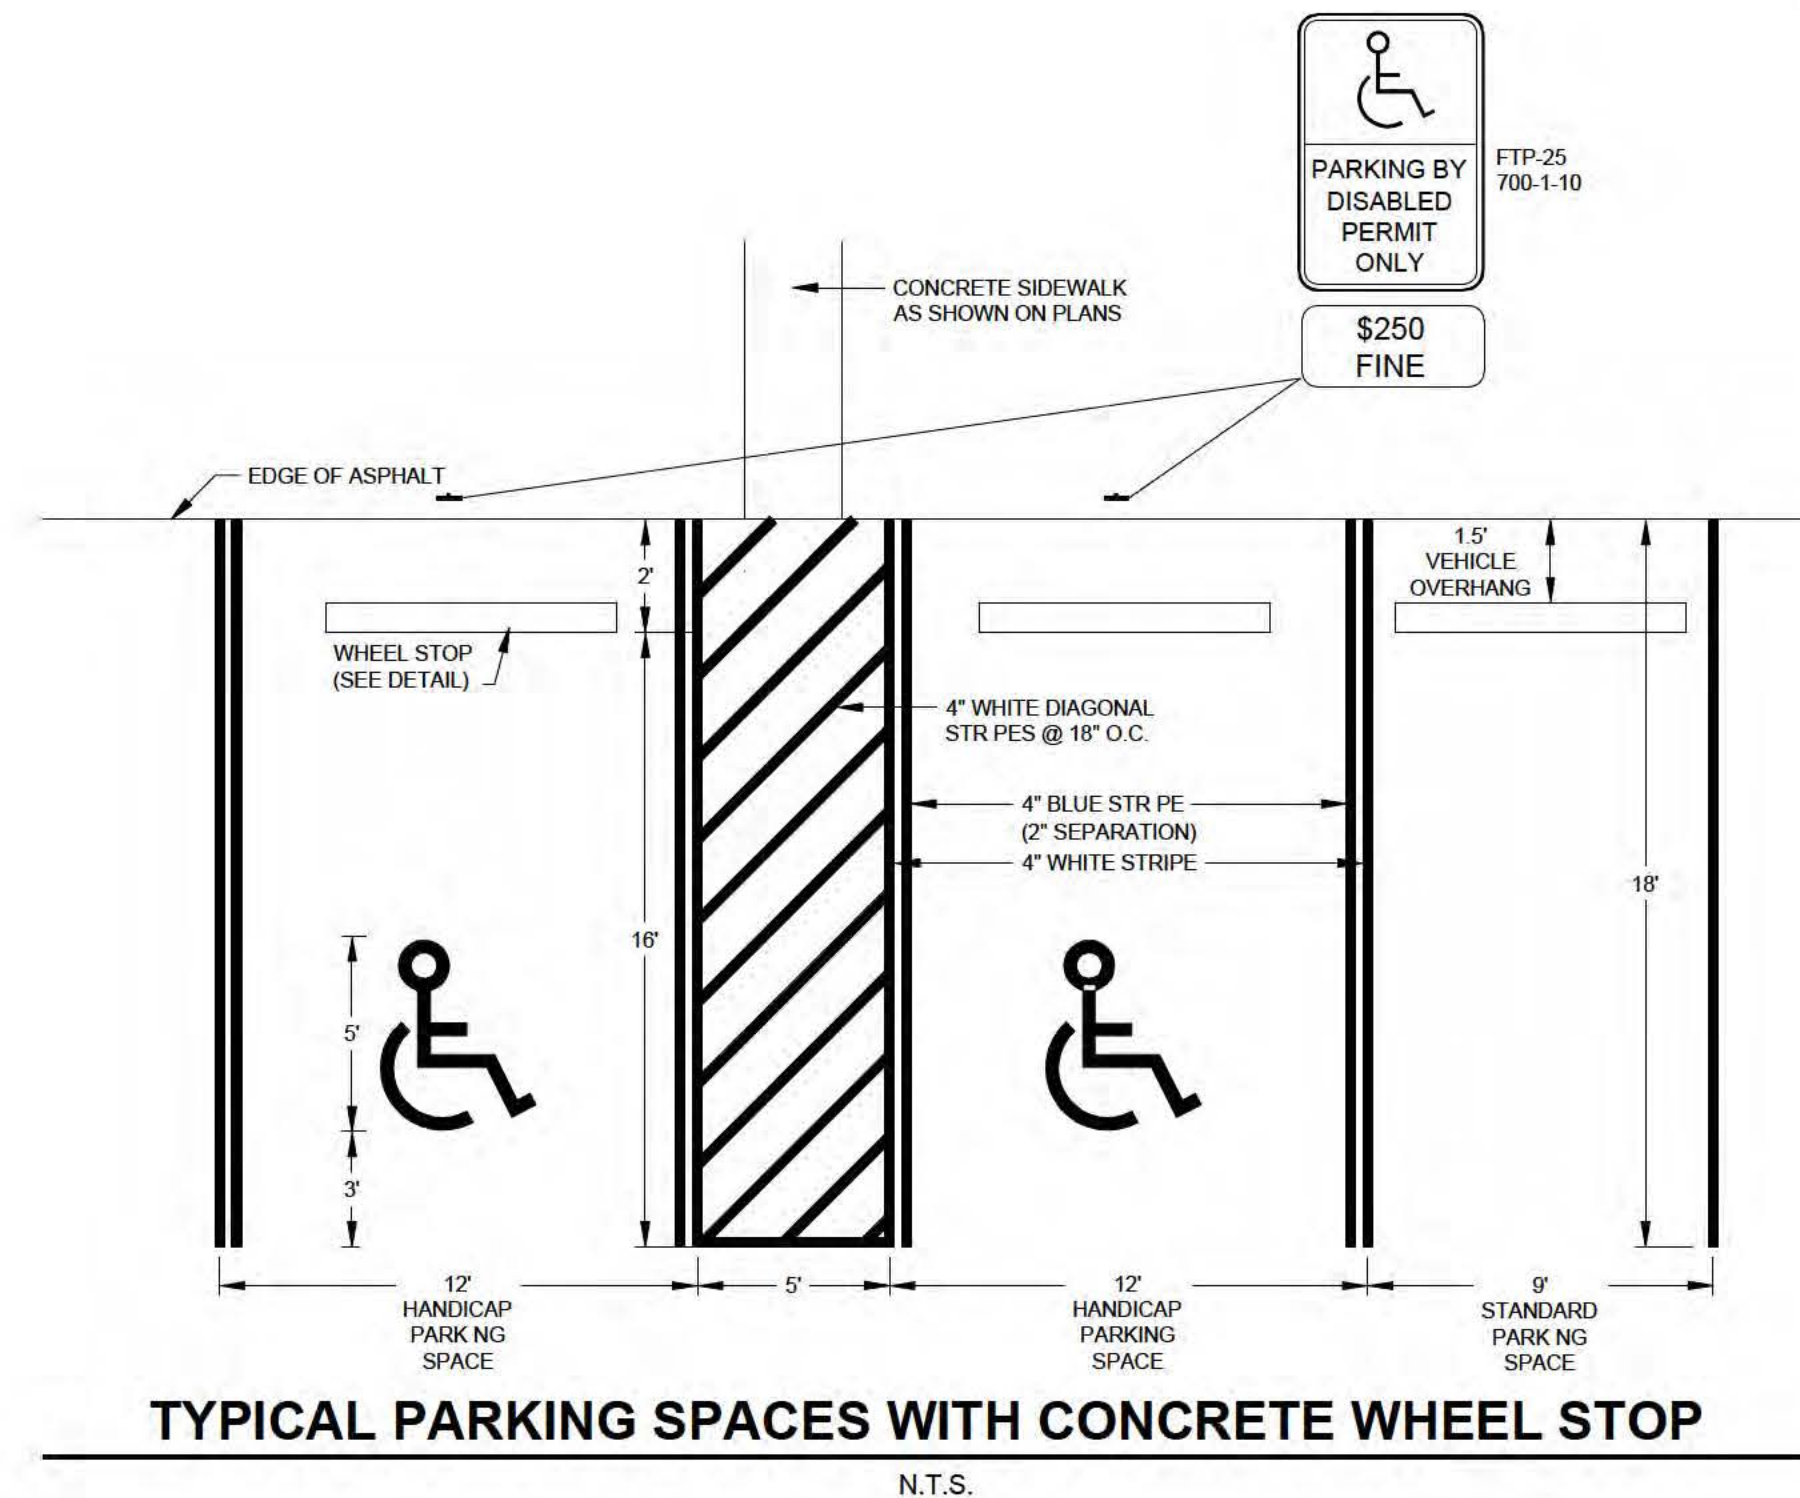 PARKING BY
DISABLED
PERMIT
ONLY
FTP-25
700-1-10
$250
FINE
CONCRETE SIDEWALK
AS SHOWN ON PLANS
EDGE OF ASPHALT
2'
1.5'
VEHICLE
OVERHANG
WHEEL STOP
(SEE DETAIL)
4" WHITE DIAGONAL
STR PES @ 18" O.C.
4" BLUE STR PE
(2" SEPARATION)
4" WHITE STRIPE
18'
16'
5'
3'
12'
HANDICAP
PARK NG
SPACE
5'
12'
HANDICAP
PARKING
SPACE
9'
STANDARD
PARK NG
SPACE
TYPICAL PARKING SPACES WITH CONCRETE WHEEL STOP
N.T.S.